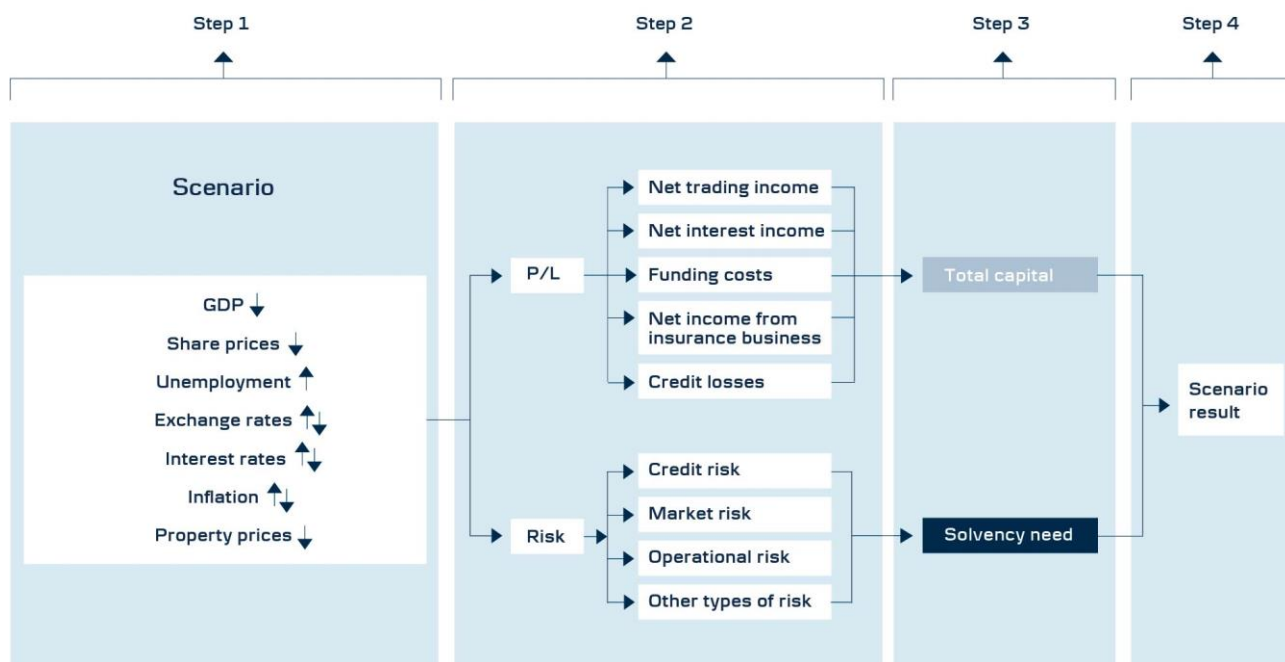 Step 1
Step 2
Step 3
Step 4
Scenario
GDP
Share prices
Unemployment
Exchange rates
Interest rates
Inflation
Property prices
P/L
Net trading income
Net interest income
Funding costs
Net income from
insurance business
Credit losses
Risk
Credit risk
Market risk
Operational risk
Other types of risk
Total capital
Solvency need
Scenario
result